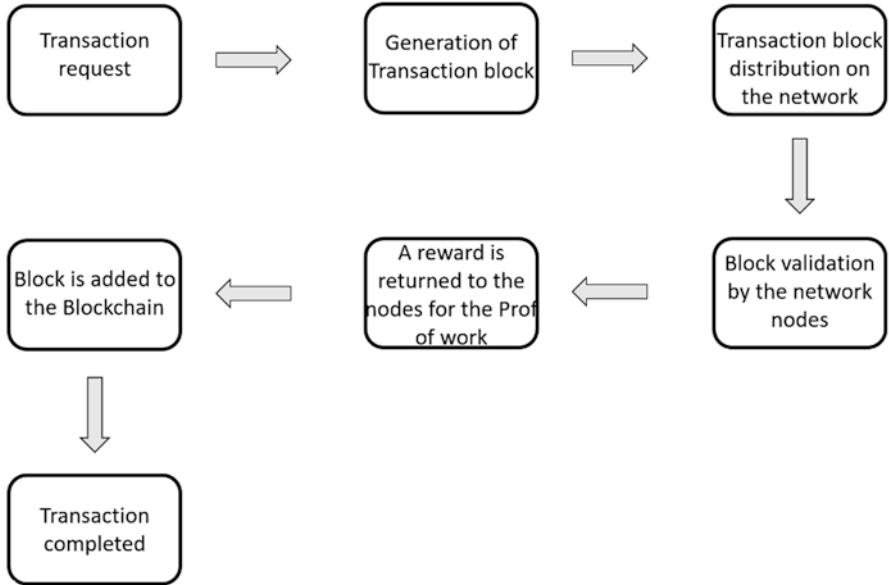 Transaction
request
Generation of
Transaction block
Transaction block
distribution on
the network
Block validation
by the network
nodes
A reward is
returned to the
nodes for the Prof
of work
Block is added to
the Blockchain
Transaction
completed